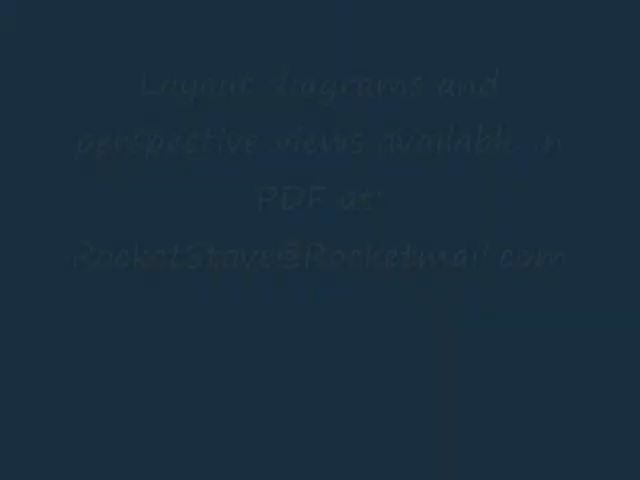 Layout diagrams and
perspective views available in
PDF at:
RocketStove@Rocketmail.com